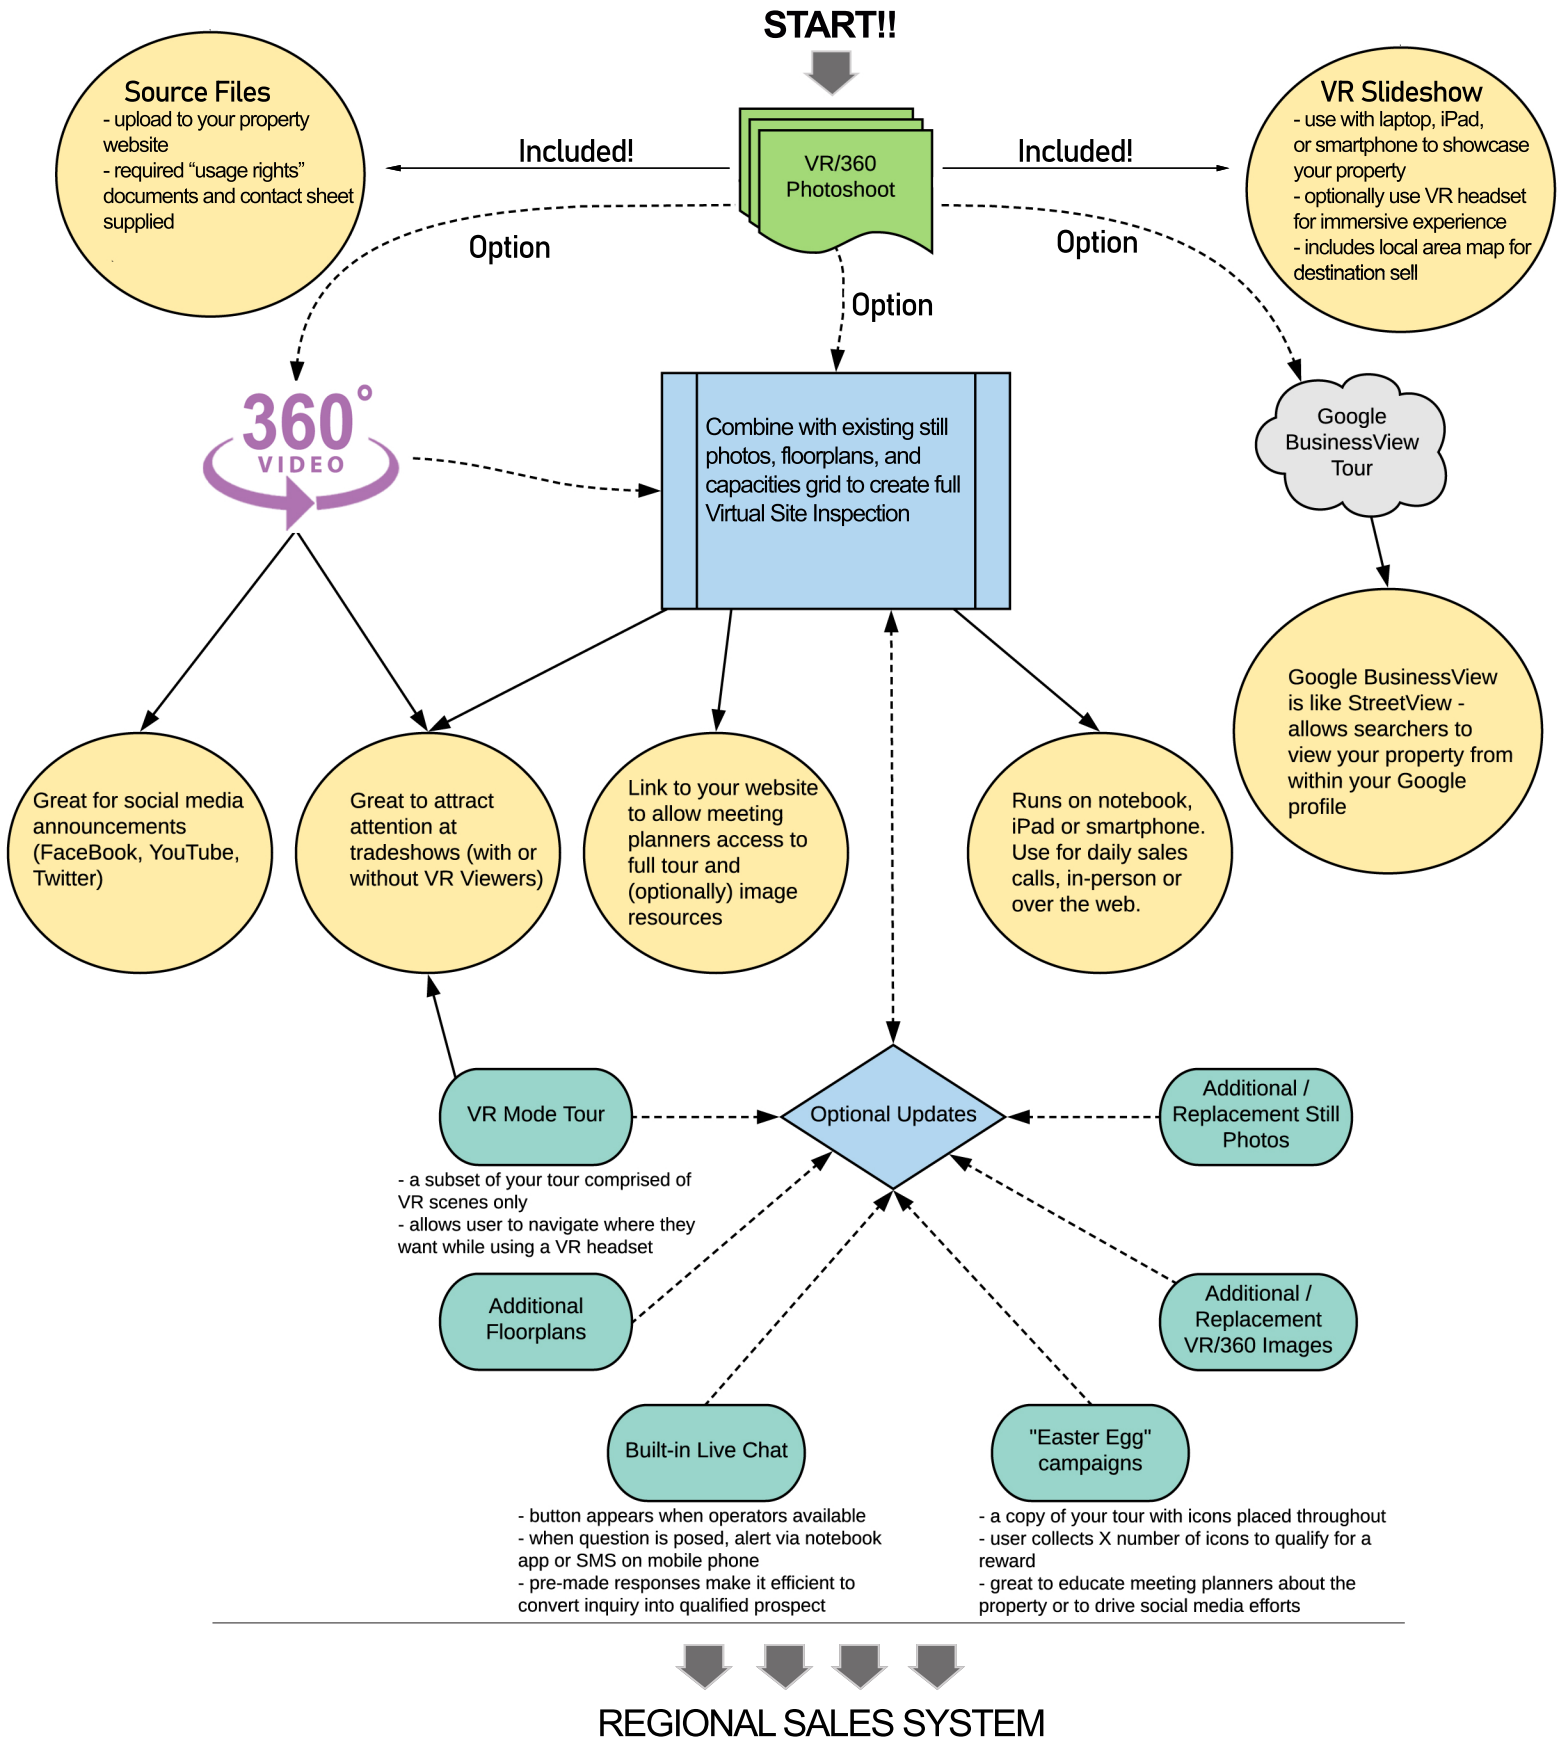 START!!
Source Files
- upload to your property
website
- required “usage rights”
documents and contact sheet
supplied
Included!
VR/360
Photoshoot
Included!
VR Slideshow
- use with laptop, iPad,
or smartphone to showcase
your property
- optionally use VR headset
for immersive experience
- includes local area map for
destination sell
Option
Option
Option
360°
VIDEO
Combine with existing still
photos, floorplans, and
capacities grid to create full
Virtual Site Inspection
Google
BusinessView
Tour
Google BusinessView
is like StreetView -
allows searchers to
view your property from
within your Google
profile
Great for social media
announcements
(FaceBook, YouTube,
Twitter)
Great to attract
attention at
tradeshows (with or
without VR Viewers)
Link to your website
to allow meeting
planners access to
full tour and
(optionally) image
resources
Runs on notebook,
iPad or smartphone.
Use for daily sales
calls, in-person or
over the web.
VR Mode Tour
- a subset of your tour comprised of
VR scenes only
- allows user to navigate where they
want while using a VR headset
Optional Updates
Additional /
Replacement Still
Photos
Additional
Floorplans
Additional /
Replacement
VR/360 Images
Built-in Live Chat
- button appears when operators available
- when question is posed, alert via notebook
app or SMS on mobile phone
- pre-made responses make it efficient to
convert inquiry into qualified prospect
"Easter Egg"
campaigns
- a copy of your tour with icons placed throughout
- user collects X number of icons to qualify for a
reward
- great to educate meeting planners about the
property or to drive social media efforts
REGIONAL SALES SYSTEM